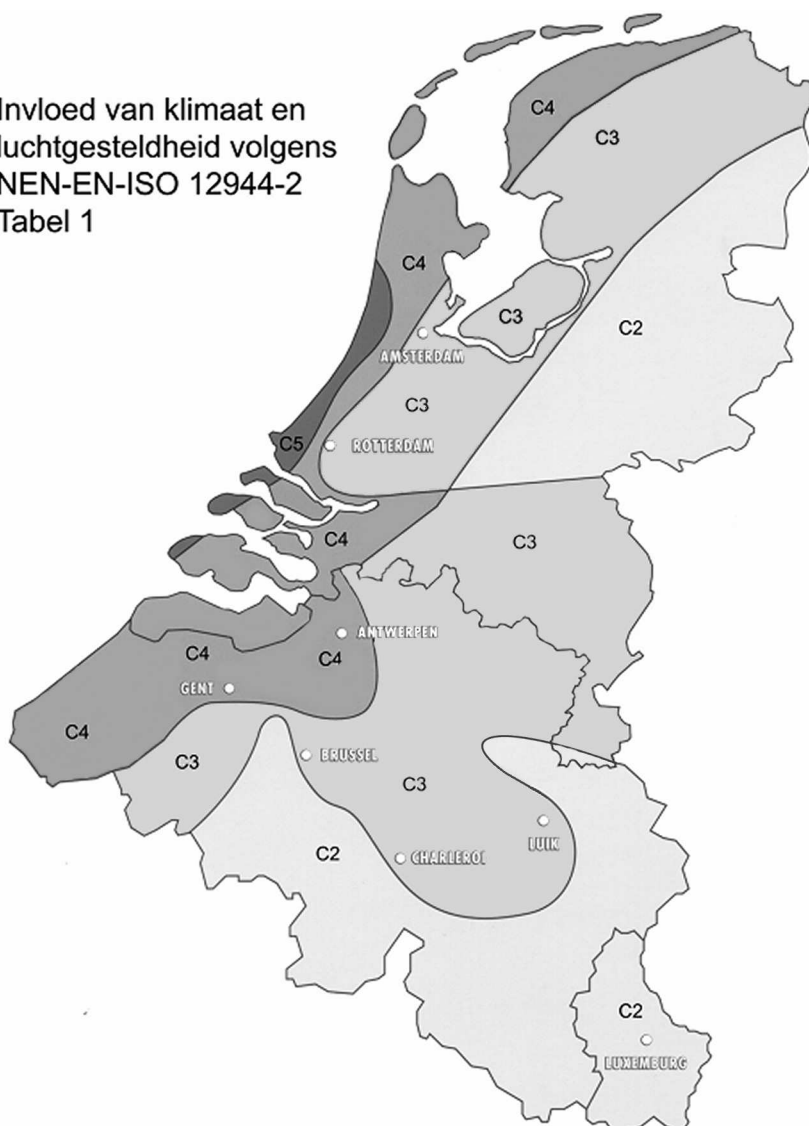 Invloed van klimaat en
luchtgesteldheid volgens
NEN-EN-ISO 12944-2
Tabel 1
C4
C3
C4
C3
C2
AMSTERDAM
C3
C5
ROTTERDAM
C4
C3
ANTWERPEN
C4
C4
GENT
C4
BRUSSEL
C3
C3
LUIK
C2
CHARLEROI
C2
LUXEMBURG